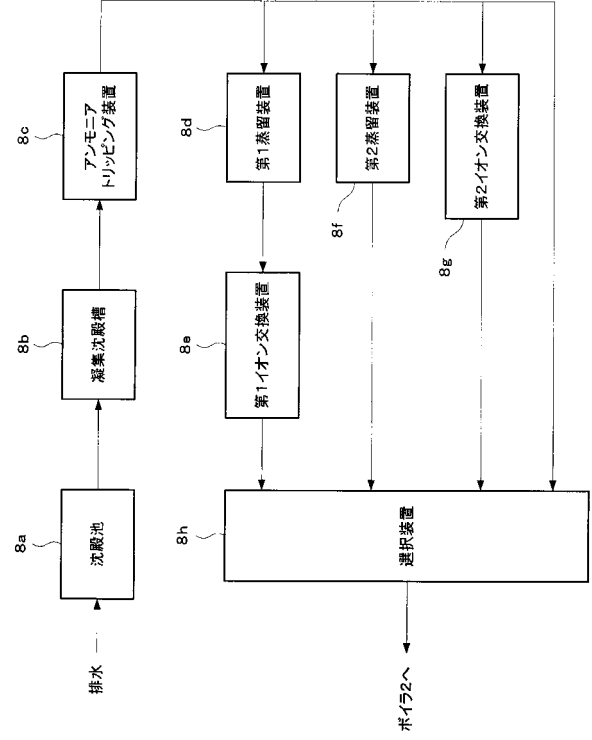 排水
沈殿池
8a
凝集沈殿槽
8b
アンモニア
トリッピング装置
8c
第1蒸留装置
8d
第1イオン交換装置
8e
第2蒸留装置
8f
第2イオン交換装置
8g
選択装置
8h
ボイラ2へ